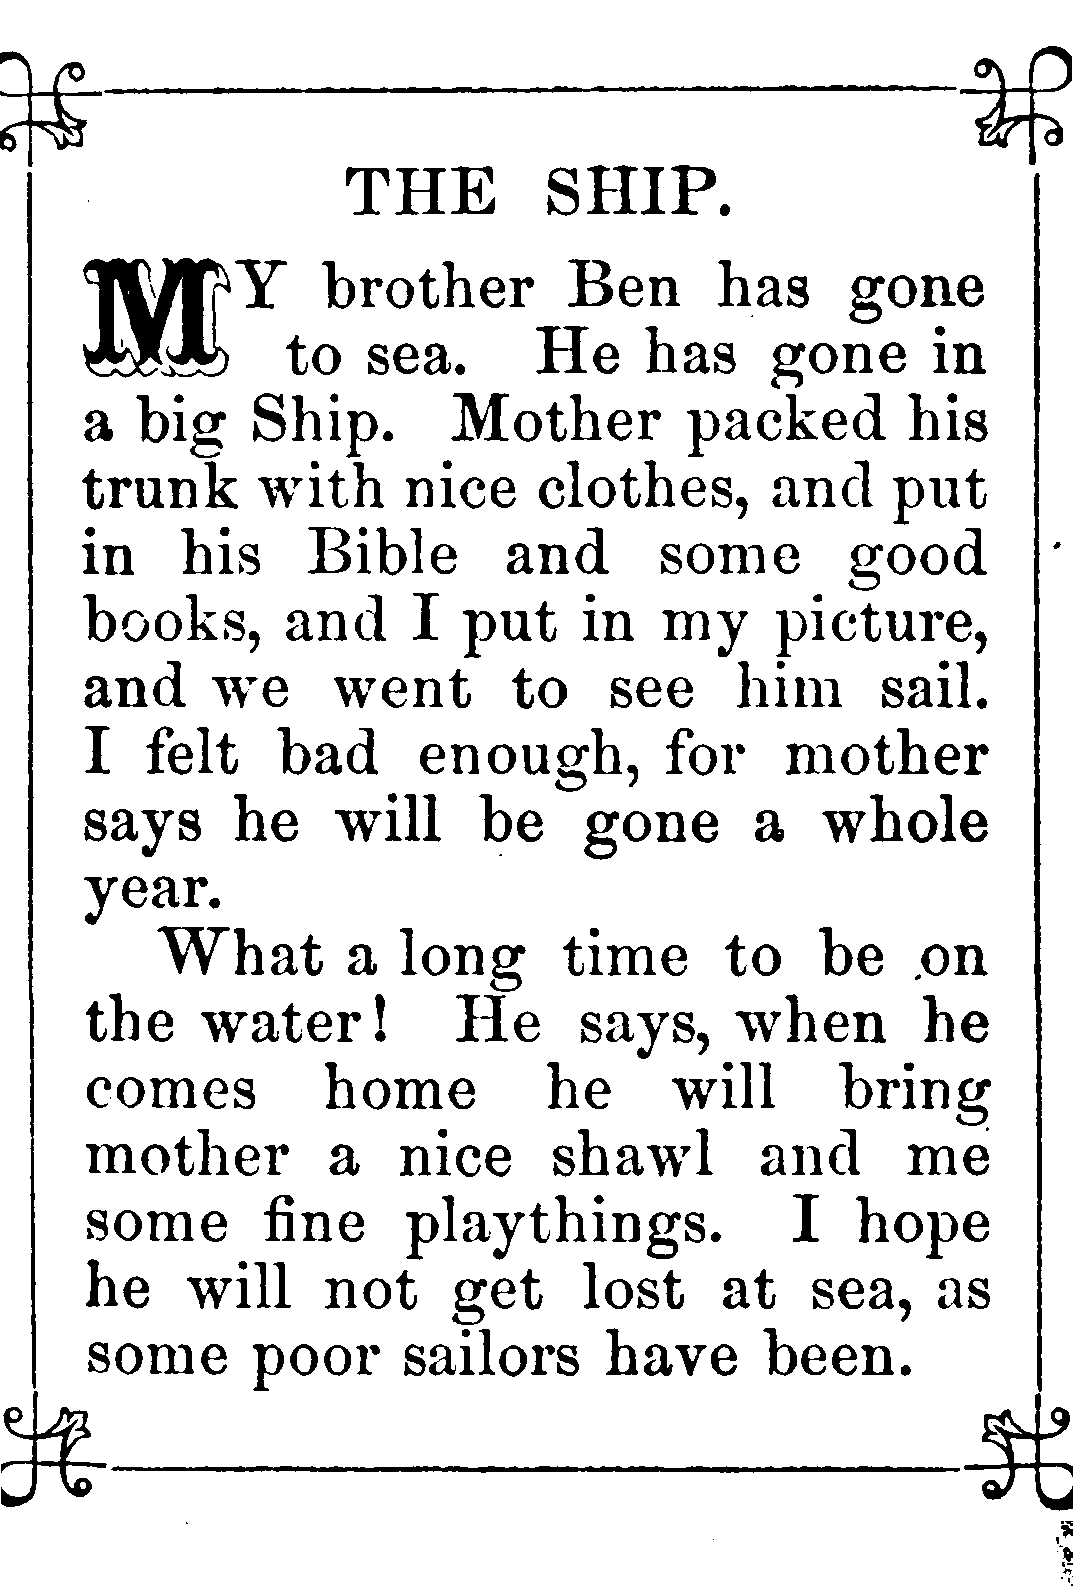 THE SHIP.
MY brother Ben has gone
to sea. He has gone in
a big Ship. Mother packed his
trunk with nice clothes, and put
in his Bible and some good
books, and I put in my picture,
and we went to see him sail.
I felt bad enough, for mother
says he will be gone a whole
year.
What a long time to be on
the water! He says, when he
comes home he will bring
mother a nice shawl and me
some fine playthings. I hope
he will not get lost at sea, as
some poor sailors have been.